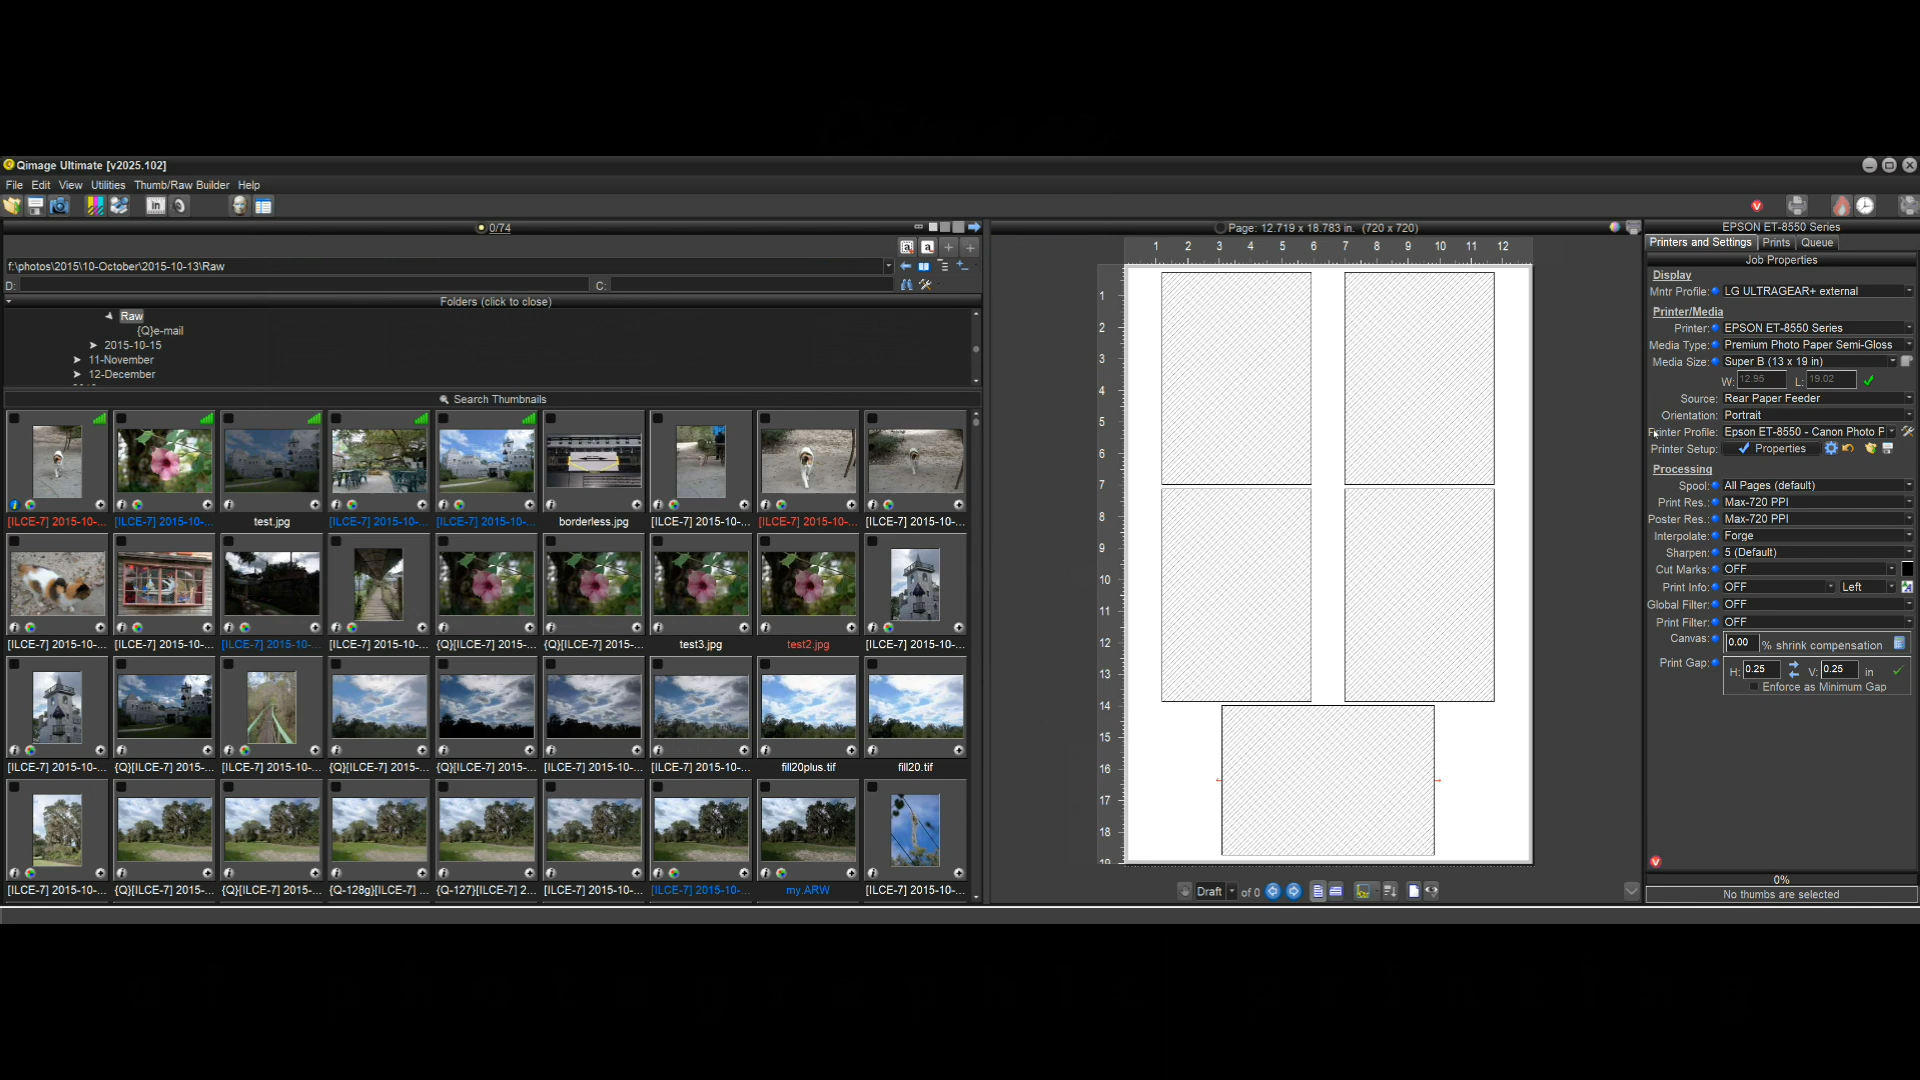 Qimage Ultimate [v2025.102]
File Edit View Utilities Thumb/Raw Builder Help
0/74
f:\photos\2015\10-October\2015-10-13\Raw
D: C:
Folders (click to close)
Raw
{Q}e-mail
2015-10-15
11-November
12-December
Search Thumbnails
[ILCE-7] 2015-10-... [ILCE-7] 2015-10-... test.jpg [ILCE-7] 2015-10-... [ILCE-7] 2015-10-... borderless.jpg [ILCE-7] 2015-10-... [ILCE-7] 2015-10-... [ILCE-7] 2015-10-...
[ILCE-7] 2015-10-... [ILCE-7] 2015-10-... [ILCE-7] 2015-10-... [ILCE-7] 2015-10-... {Q}[ILCE-7] 2015-... {Q}[ILCE-7] 2015-... test3.jpg test2.jpg [ILCE-7] 2015-10-...
[ILCE-7] 2015-10-... {Q}[ILCE-7] 2015-... [ILCE-7] 2015-10-... {Q}[ILCE-7] 2015-... {Q}[ILCE-7] 2015-... [ILCE-7] 2015-10-... [ILCE-7] 2015-10-... fill20plus.tif fill20.tif
[ILCE-7] 2015-10-... {Q}[ILCE-7] 2015-... {Q}[ILCE-7] 2015-... {Q-128g}[ILCE-7] ... {Q-127}[ILCE-7] 2... [ILCE-7] 2015-10-... [ILCE-7] 2015-10-... my.ARW [ILCE-7] 2015-10-...
Page: 12.719 x 18.783 in. (720 x 720)
1 2 3 4 5 6 7 8 9 10 11 12
1
2
3
4
5
6
7
8
9
10
11
12
13
14
15
16
17
18
19
Draft of 0
EPSON ET-8550 Series
Printers and Settings Prints Queue
Job Properties
Display
Mntr Profile: LG ULTRAGEAR+ external
Printer/Media
Printer: EPSON ET-8550 Series
Media Type: Premium Photo Paper Semi-Gloss
Media Size: Super B (13 x 19 in)
W: 12.95 L: 19.02
Source: Rear Paper Feeder
Orientation: Portrait
Printer Profile: Epson ET-8550 - Canon Photo F
Printer Setup: Properties
Processing
Spool: All Pages (default)
Print Res.: Max-720 PPI
Poster Res.: Max-720 PPI
Interpolate: Forge
Sharpen: 5 (Default)
Cut Marks: OFF
Print Info: OFF Left
Global Filter: OFF
Print Filter: OFF
Canvas: 0.00 % shrink compensation
Print Gap: H: 0.25 V: 0.25 in
Enforce as Minimum Gap
0%
No thumbs are selected